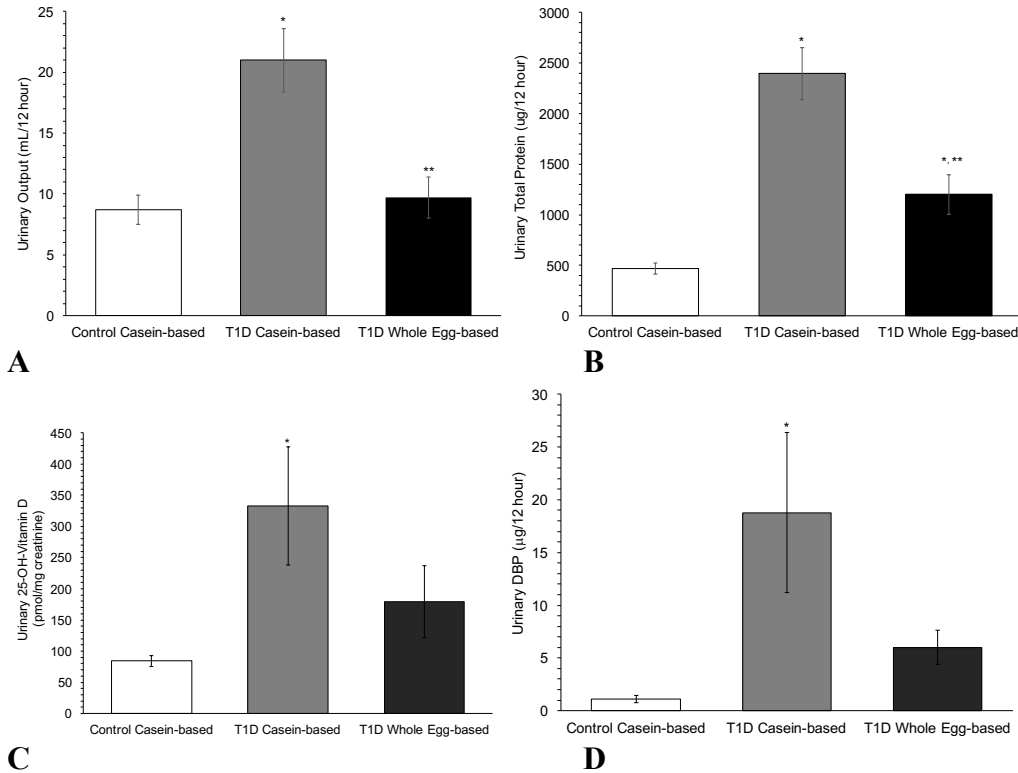 Urinary Output (mL/12 hour)
25
20
15
10
5
0
*
**
Control Casein-based
T1D Casein-based
T1D Whole Egg-based
A
Urinary Total Protein (ug/12 hour)
3000
2500
2000
1500
1000
500
0
*
*, **
Control Casein-based
T1D Casein-based
T1D Whole Egg-based
B
Urinary 25-OH-Vitamin D
(pmol/mg creatinine)
450
400
350
300
250
200
150
100
50
0
*
Control Casein-based
T1D Casein-based
T1D Whole Egg-based
C
Urinary DBP (µg/12 hour)
30
25
20
15
10
5
0
*
Control Casein-based
T1D Casein-based
T1D Whole Egg-based
D